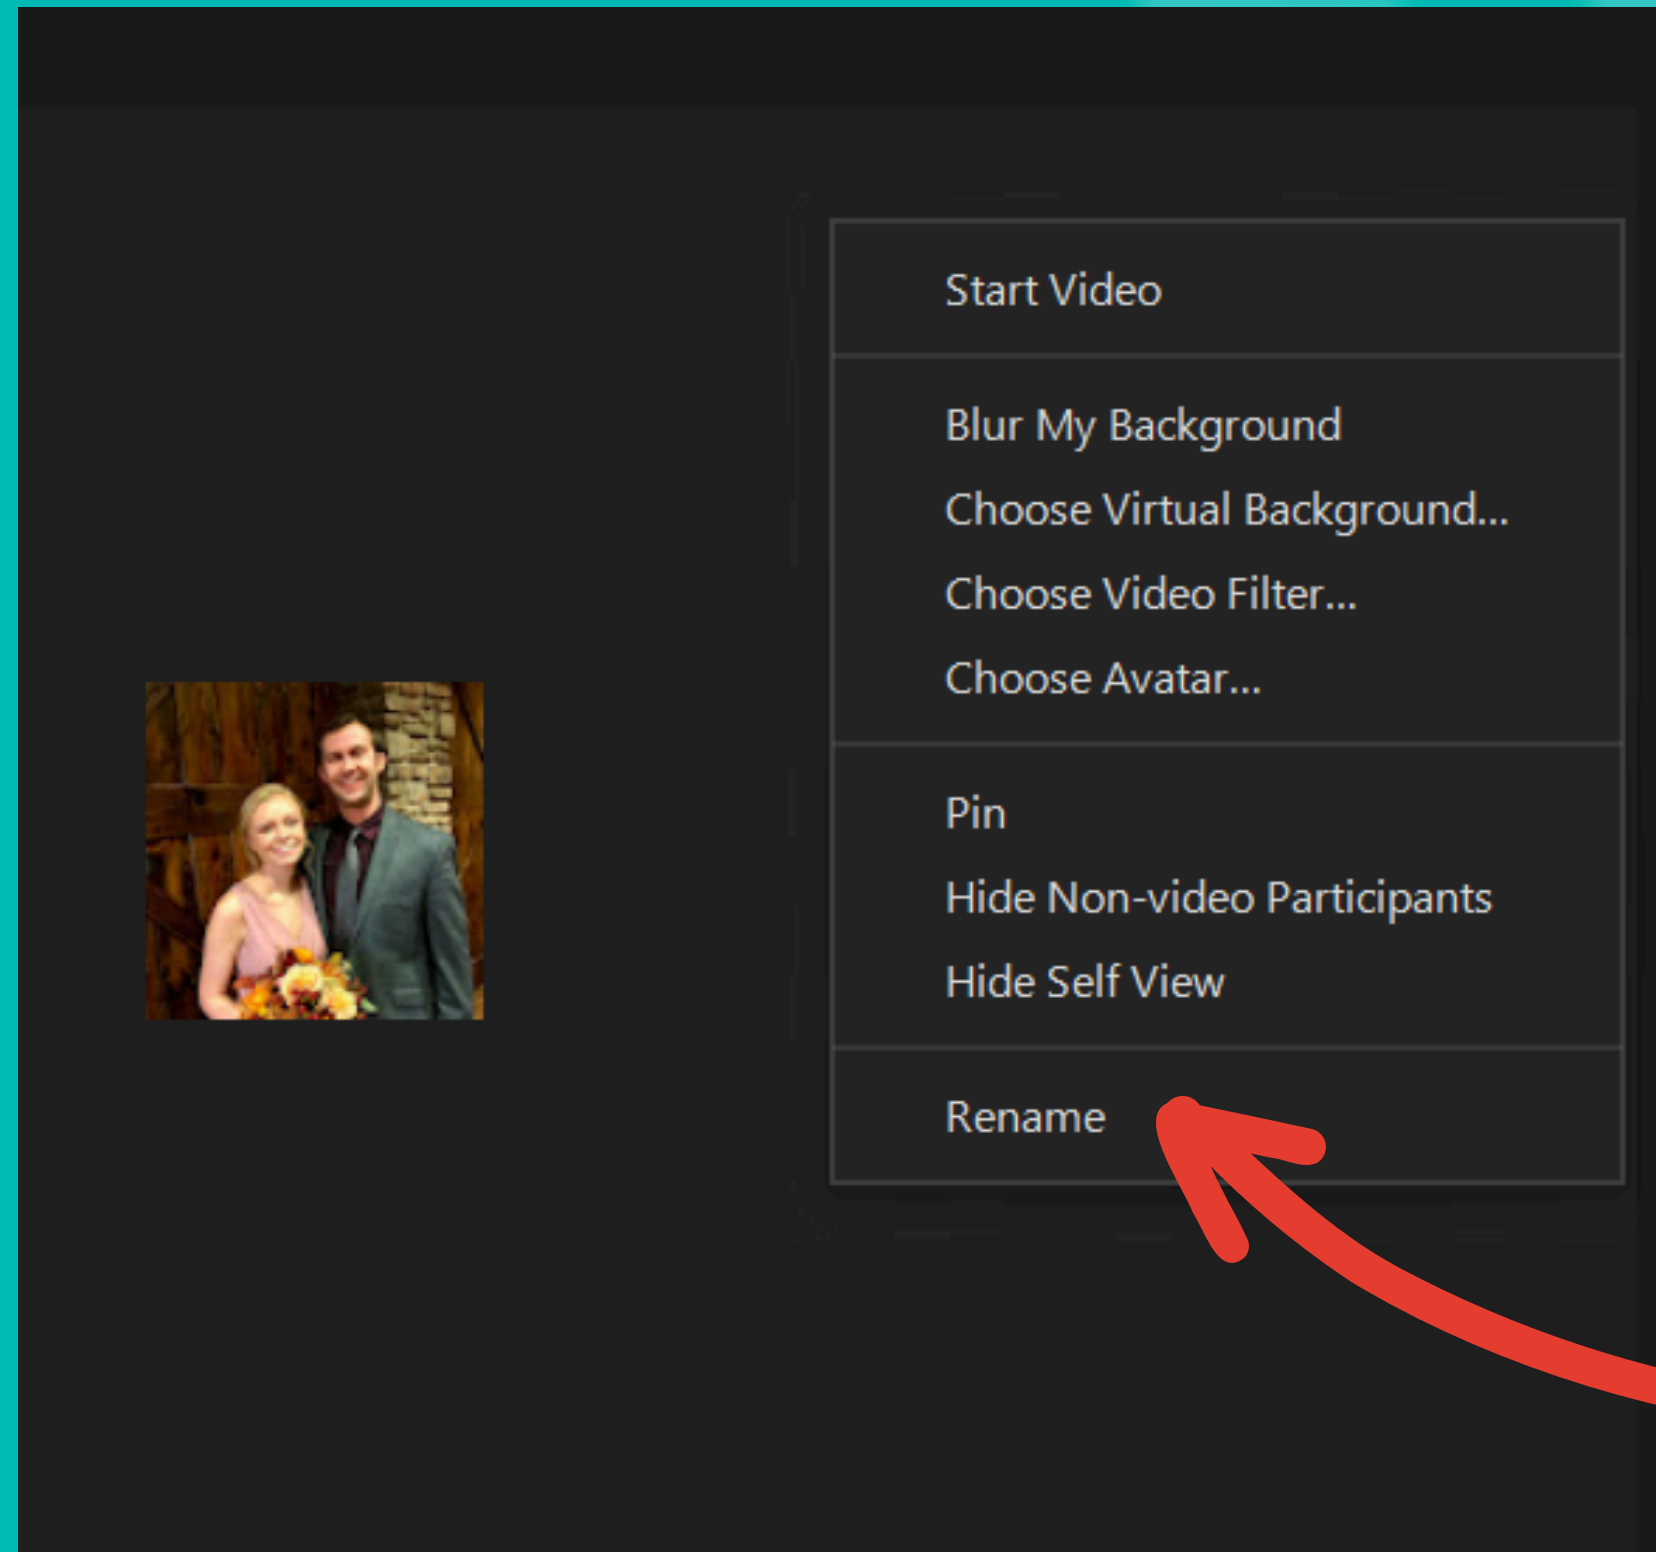 Start Video
Blur My Background
Choose Virtual Background...
Choose Video Filter...
Choose Avatar...
Pin
Hide Non-video Participants
Hide Self View
Rename